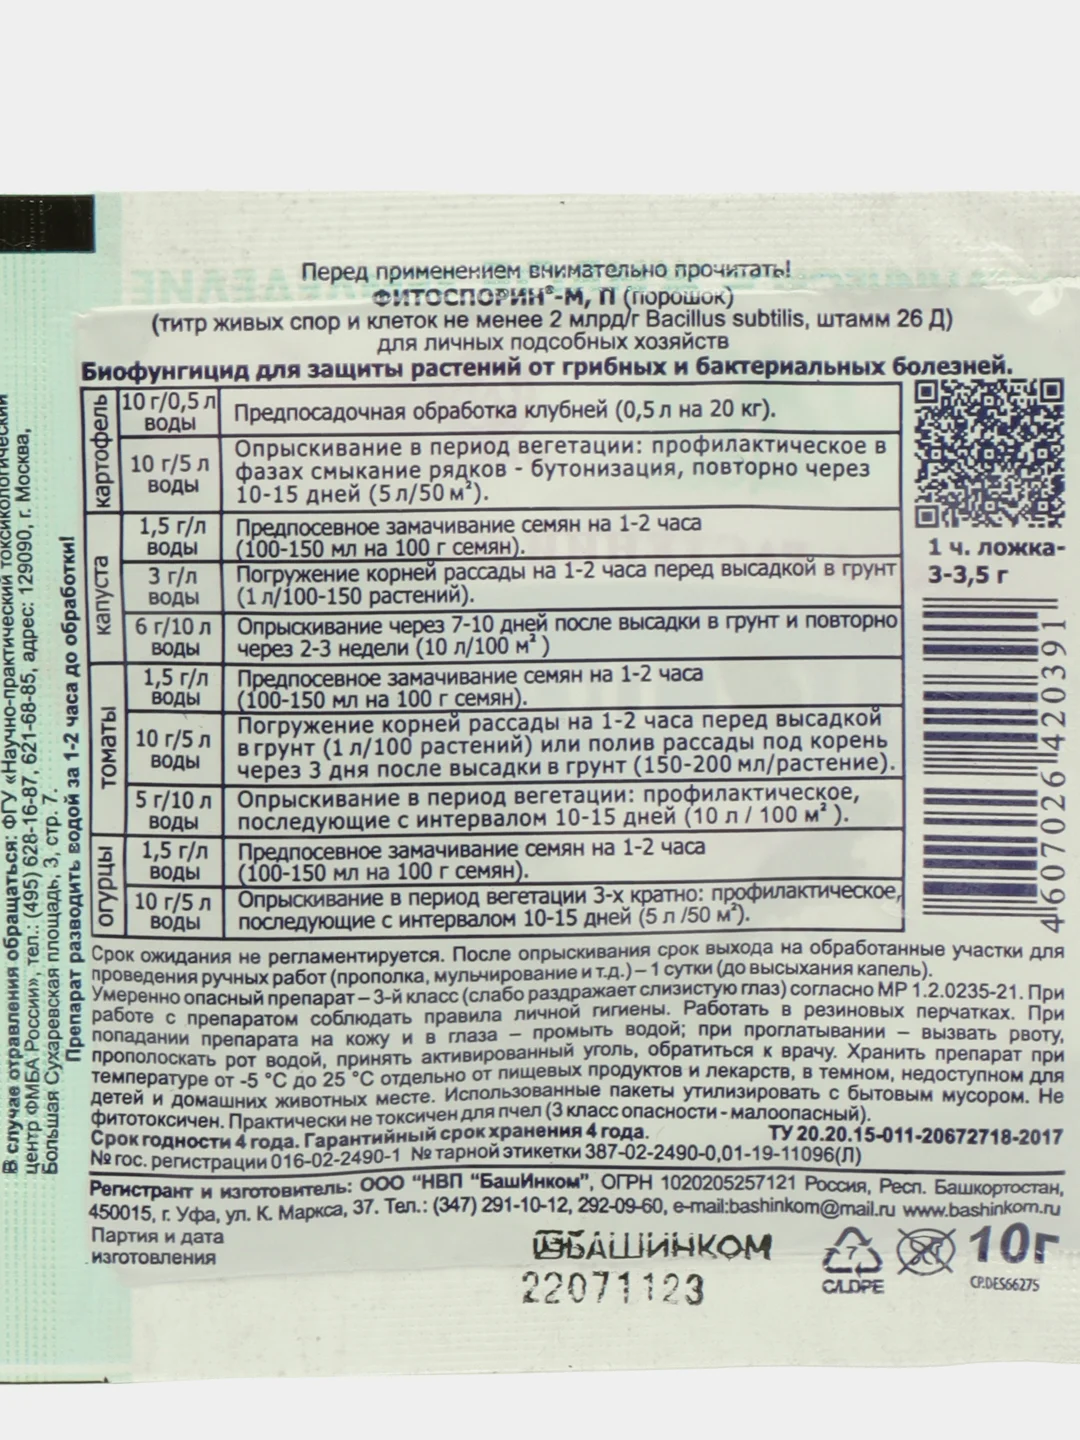 Перед применением внимательно прочитать!
ФИТОСПОРИН®-М, П (порошок)
(титр живых спор и клеток не менее 2 млрд/г Bacillus subtilis, штамм 26 Д)
для личных подсобных хозяйств
Биофунгицид для защиты растений от грибных и бактериальных болезней.
картофель
10 г/0,5 л воды
Предпосадочная обработка клубней (0,5 л на 20 кг).
10 г/5 л воды
Опрыскивание в период вегетации: профилактическое в
фазах смыкание рядков - бутонизация, повторно через
10-15 дней (5 л/50 м²).
капуста
1,5 г/л воды
Предпосевное замачивание семян на 1-2 часа
(100-150 мл на 100 г семян).
3 г/л воды
Погружение корней рассады на 1-2 часа перед высадкой в грунт
(1 л/100-150 растений).
6 г/10 л воды
Опрыскивание через 7-10 дней после высадки в грунт и повторно
через 2-3 недели (10 л/100 м²)
томаты
1,5 г/л воды
Предпосевное замачивание семян на 1-2 часа
(100-150 мл на 100 г семян).
10 г/5 л воды
Погружение корней рассады на 1-2 часа перед высадкой
в грунт (1 л/100 растений) или полив рассады под корень
через 3 дня после высадки в грунт (150-200 мл/растение).
5 г/10 л воды
Опрыскивание в период вегетации: профилактическое,
последующие с интервалом 10-15 дней (10 л / 100 м²).
огурцы
1,5 г/л воды
Предпосевное замачивание семян на 1-2 часа
(100-150 мл на 100 г семян).
10 г/5 л воды
Опрыскивание в период вегетации 3-х кратно: профилактическое,
последующие с интервалом 10-15 дней (5 л /50 м²).
1 ч. ложка-
3-3,5 г
4607026420391
Срок ожидания не регламентируется. После опрыскивания срок выхода на обработанные участки для
проведения ручных работ (прополка, мульчирование и т.д.) – 1 сутки (до высыхания капель).
Умеренно опасный препарат – 3-й класс (слабо раздражает слизистую глаз) согласно МР 1.2.0235-21. При
работе с препаратом соблюдать правила личной гигиены. Работать в резиновых перчатках. При
попадании препарата на кожу и в глаза – промыть водой; при проглатывании – вызвать рвоту,
прополоскать рот водой, принять активированный уголь, обратиться к врачу. Хранить препарат при
температуре от -5 °С до 25 °С отдельно от пищевых продуктов и лекарств, в темном, недоступном для
детей и домашних животных месте. Использованные пакеты утилизировать с бытовым мусором. Не
фитотоксичен. Практически не токсичен для пчел (3 класс опасности - малоопасный).
Срок годности 4 года. Гарантийный срок хранения 4 года. ТУ 20.20.15-011-20672718-2017
№ гос. регистрации 016-02-2490-1 № тарной этикетки 387-02-2490-0,01-19-11096(Л)
Регистрант и изготовитель: ООО "НВП "БашИнком", ОГРН 1020205257121 Россия, Респ. Башкортостан,
450015, г. Уфа, ул. К. Маркса, 37. Тел.: (347) 291-10-12, 292-09-60, e-mail:bashinkom@mail.ru www.bashinkom.ru
Партия и дата
изготовления
БАШИНКОМ
22071123
7
C/LDPE
10г
CP.DES66275
В случае отравления обращаться: ФГУ «Научно-практический токсикологический
центр ФМБА России», тел.: (495) 628-16-87, 621-68-85, адрес: 129090, г. Москва,
Большая Сухаревская площадь, 3, стр. 7.
Препарат разводить водой за 1-2 часа до обработки!